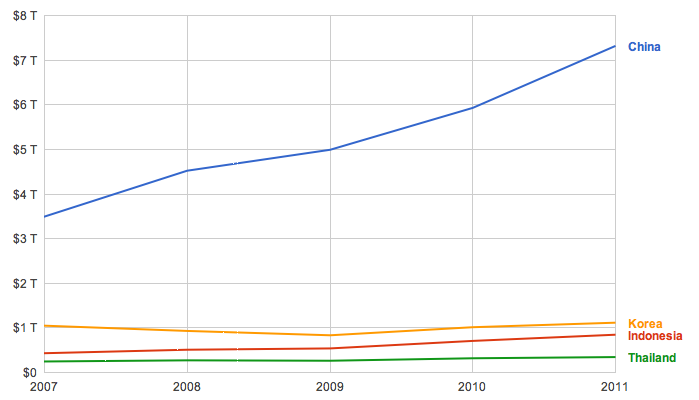 $8 T
$7 T
China
$6 T
$5 T
$4 T
$3 T
$2 T
$1 T
Korea
Indonesia
Thailand
$0
2007 2008 2009 2010 2011